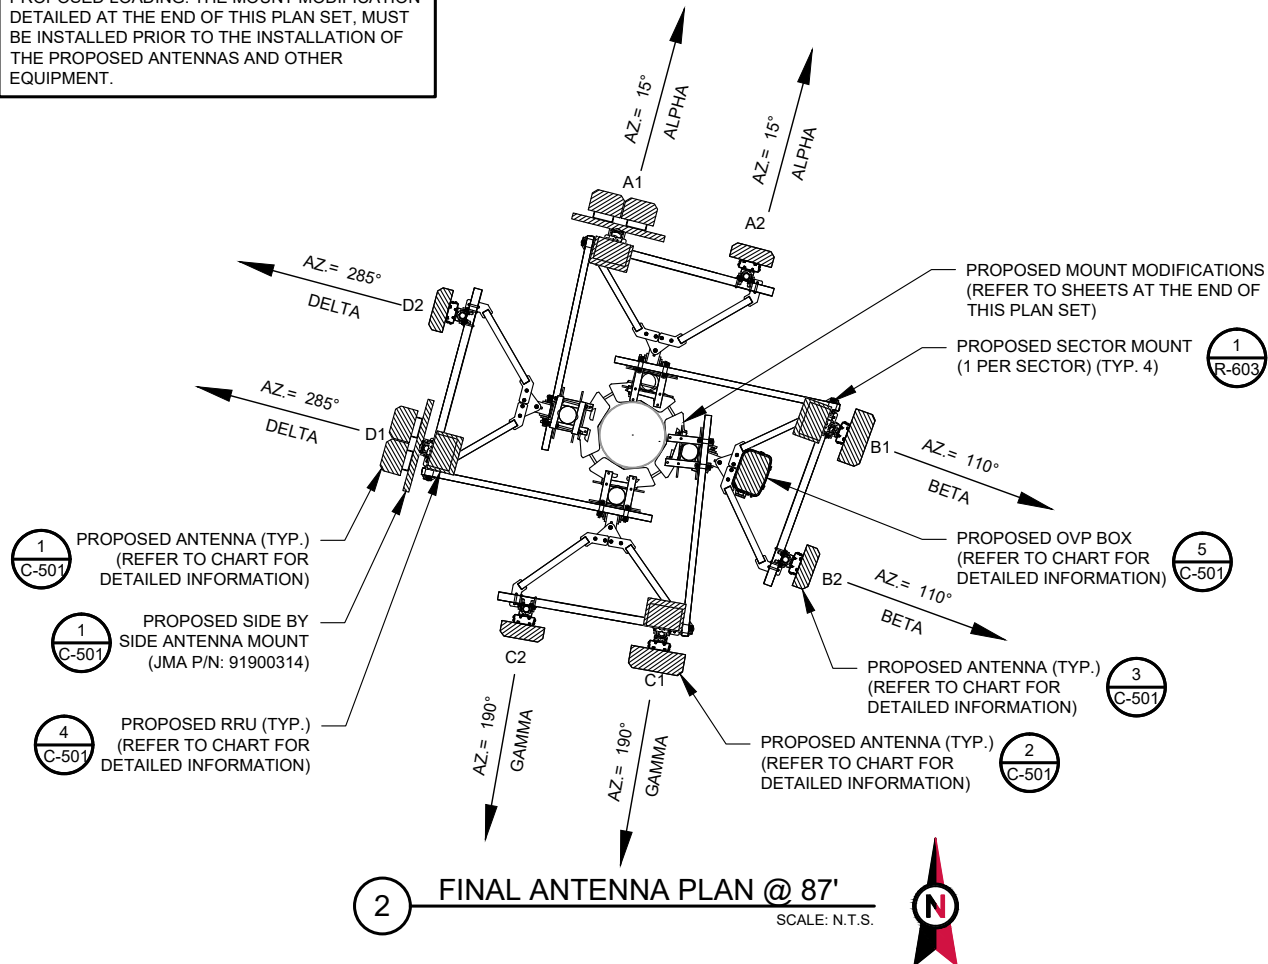 PROPOSED LOADING. THE MOUNT MODIFICATION
DETAILED AT THE END OF THIS PLAN SET, MUST
BE INSTALLED PRIOR TO THE INSTALLATION OF
THE PROPOSED ANTENNAS AND OTHER
EQUIPMENT.
AZ.= 15°
ALPHA
AZ.= 15°
ALPHA
A1
A2
AZ.= 285°
DELTA
D2
AZ.= 285°
DELTA
D1
PROPOSED MOUNT MODIFICATIONS
(REFER TO SHEETS AT THE END OF
THIS PLAN SET)
PROPOSED SECTOR MOUNT
(1 PER SECTOR) (TYP. 4)
1
R-603
B1
AZ.= 110°
BETA
B2
AZ.= 110°
BETA
PROPOSED OVP BOX
(REFER TO CHART FOR
DETAILED INFORMATION)
5
C-501
1
C-501
PROPOSED ANTENNA (TYP.)
(REFER TO CHART FOR
DETAILED INFORMATION)
1
C-501
PROPOSED SIDE BY
SIDE ANTENNA MOUNT
(JMA P/N: 91900314)
4
C-501
PROPOSED RRU (TYP.)
(REFER TO CHART FOR
DETAILED INFORMATION)
C2
C1
AZ.= 190°
GAMMA
AZ.= 190°
GAMMA
PROPOSED ANTENNA (TYP.)
(REFER TO CHART FOR
DETAILED INFORMATION)
3
C-501
PROPOSED ANTENNA (TYP.)
(REFER TO CHART FOR
DETAILED INFORMATION)
2
C-501
2
FINAL ANTENNA PLAN @ 87'
SCALE: N.T.S.
N